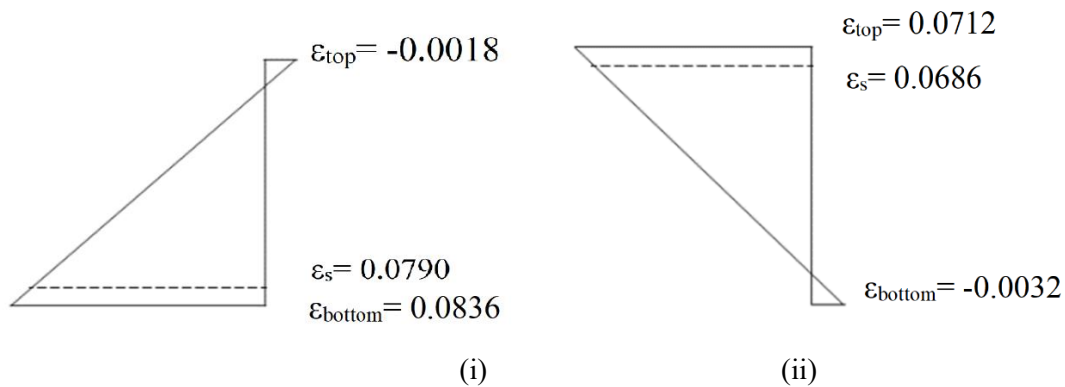 εtop= -0.0018
εs= 0.0790
εbottom= 0.0836
(i)
εtop= 0.0712
εs= 0.0686
εbottom= -0.0032
(ii)